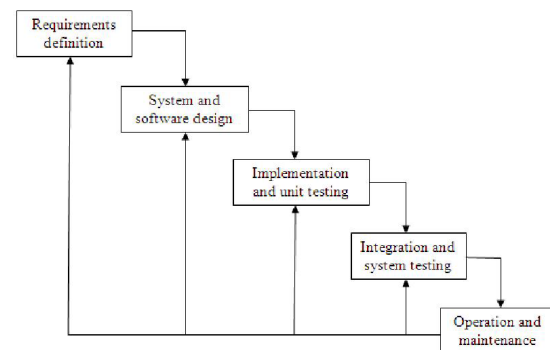 Requirements
definition
System and
software design
Implementation
and unit testing
Integration and
system testing
Operation and
maintenance